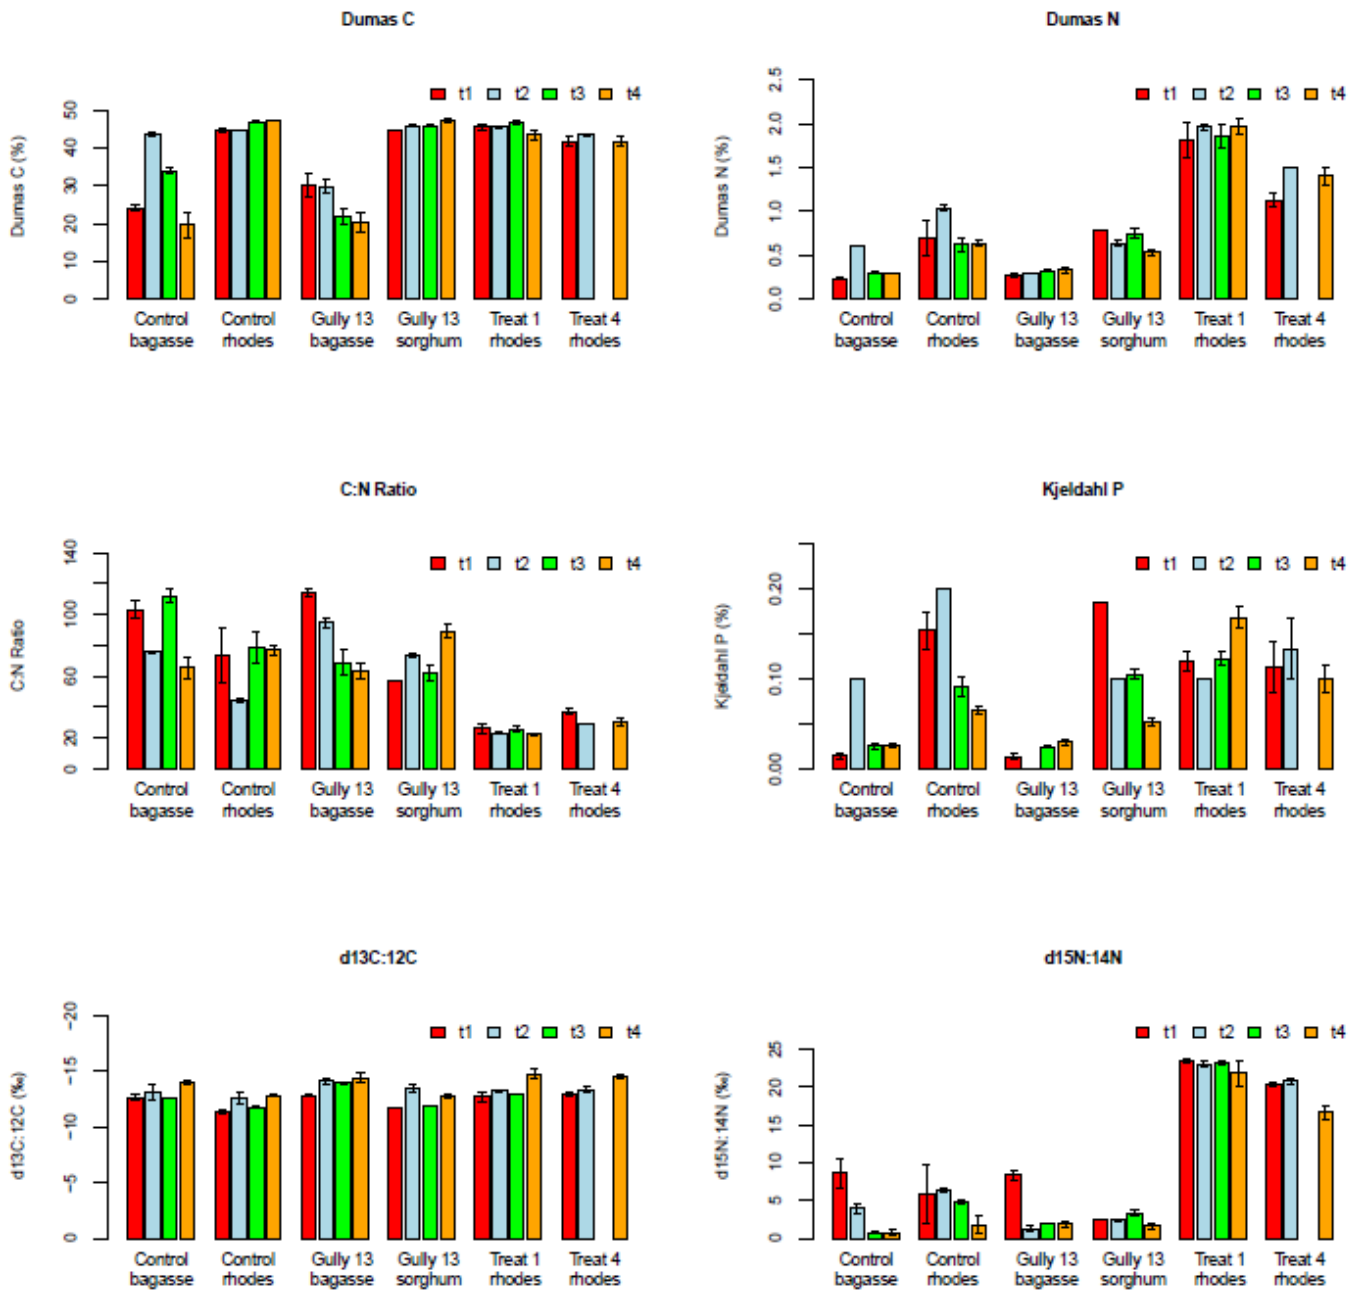 Dumas C
t1 t2 t3 t4
Dumas C (%)
0 10 20 30 40 50
Control bagasse
Control rhodes
Gully 13 bagasse
Gully 13 sorghum
Treat 1 rhodes
Treat 4 rhodes
Dumas N
t1 t2 t3 t4
Dumas N (%)
0.0 0.5 1.0 1.5 2.0 2.5
Control bagasse
Control rhodes
Gully 13 bagasse
Gully 13 sorghum
Treat 1 rhodes
Treat 4 rhodes
C:N Ratio
t1 t2 t3 t4
C:N Ratio
0 20 60 100 140
Control bagasse
Control rhodes
Gully 13 bagasse
Gully 13 sorghum
Treat 1 rhodes
Treat 4 rhodes
Kjeldahl P
t1 t2 t3 t4
Kjeldahl P (%)
0.00 0.10 0.20
Control bagasse
Control rhodes
Gully 13 bagasse
Gully 13 sorghum
Treat 1 rhodes
Treat 4 rhodes
d13C:12C
t1 t2 t3 t4
d13C:12C (‰)
0 −5 −10 −15 −20
Control bagasse
Control rhodes
Gully 13 bagasse
Gully 13 sorghum
Treat 1 rhodes
Treat 4 rhodes
d15N:14N
t1 t2 t3 t4
d15N:14N (‰)
0 5 10 15 20 25
Control bagasse
Control rhodes
Gully 13 bagasse
Gully 13 sorghum
Treat 1 rhodes
Treat 4 rhodes